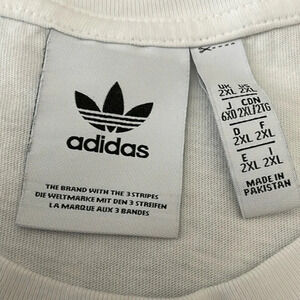 adidas
THE BRAND WITH THE 3 STRIPES
DIE WELTMARKE MIT DEN 3 STREIFEN
LA MARQUE AUX 3 BANDES
UK US
2XL 2XL
J CDN
6XO 2XL/2TG
D F
2XL 2XL
E I
2XL 2XL
MADE IN
PAKISTAN